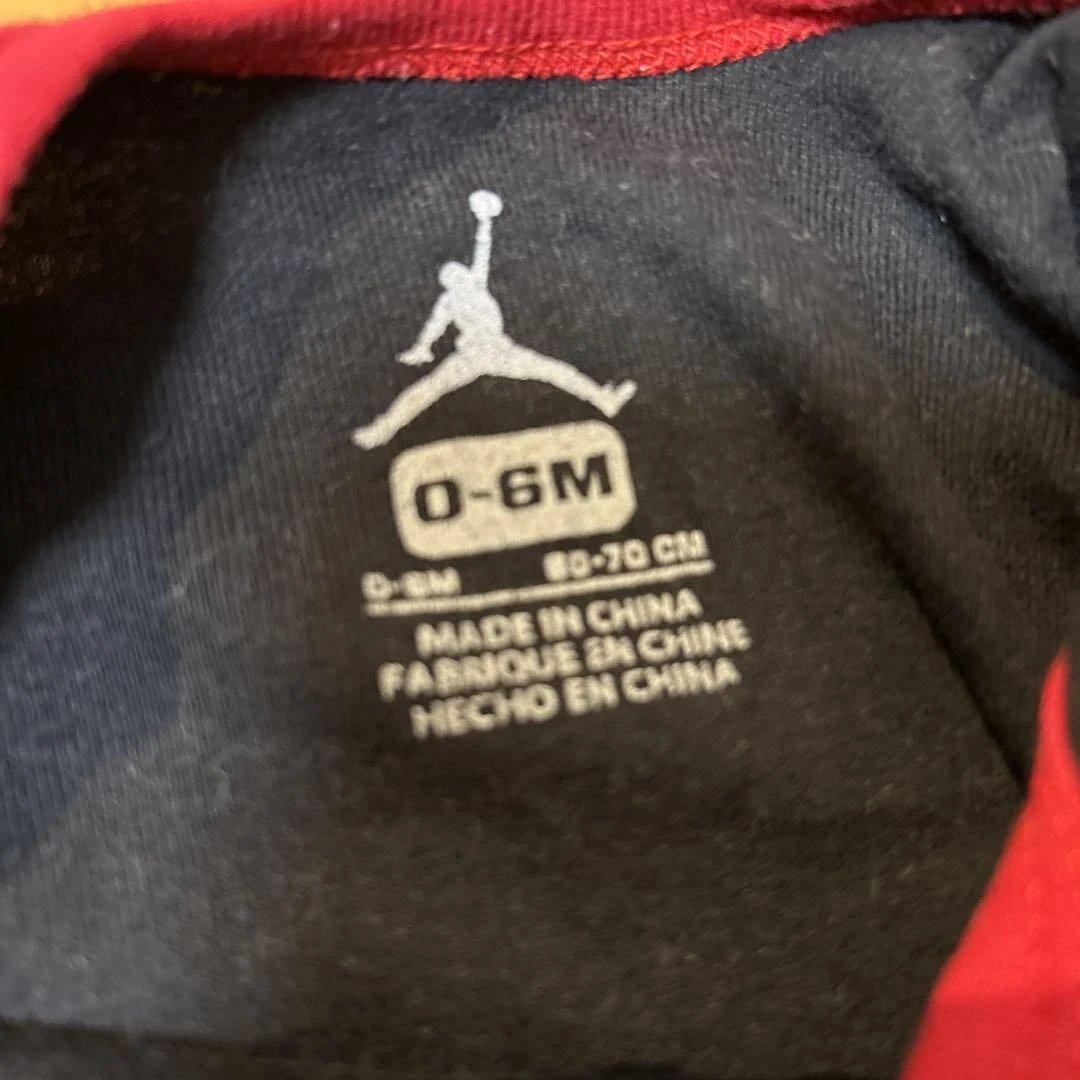 0-6M
0-6M 60-70 CM
MADE IN CHINA
FABRIQUE EN CHINE
HECHO EN CHINA